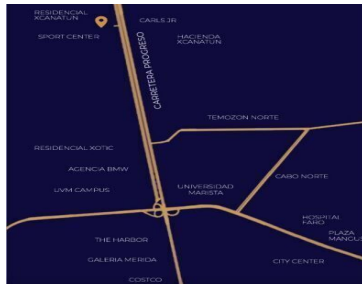 RESIDENCIAL
XCANATUN
SPORT CENTER
CARLS JR
HACIENDA
XCANATUN
CARRETERA PROGRESO
TEMOZON NORTE
RESIDENCIAL XOTIC
AGENCIA BMW
UVM CAMPUS
UNIVERSIDAD
MARISTA
CABO NORTE
HOSPITAL
FARO
PLAZA
THE HARBOR
GALERIA MERIDA
CITY CENTER
COSTCO